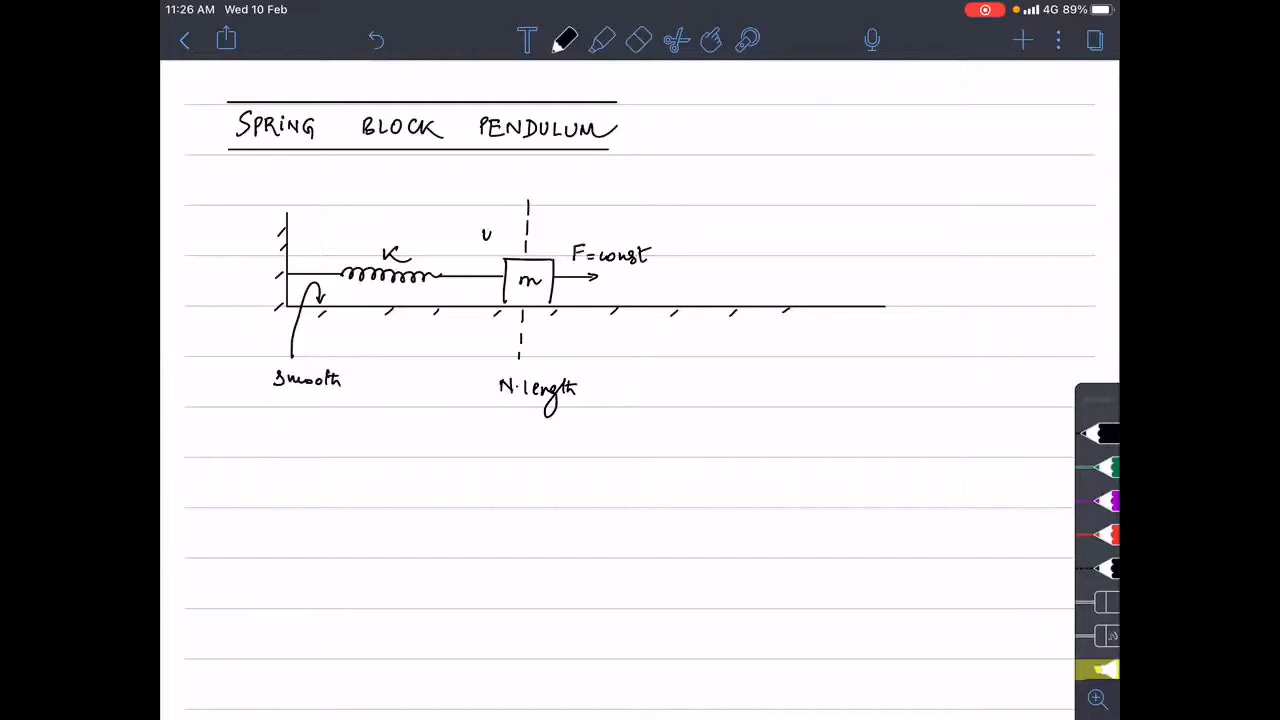 11:26 AM Wed 10 Feb
4G 89%
SPRING BLOCK PENDULUM
K
F=const
m
Smooth
N.length